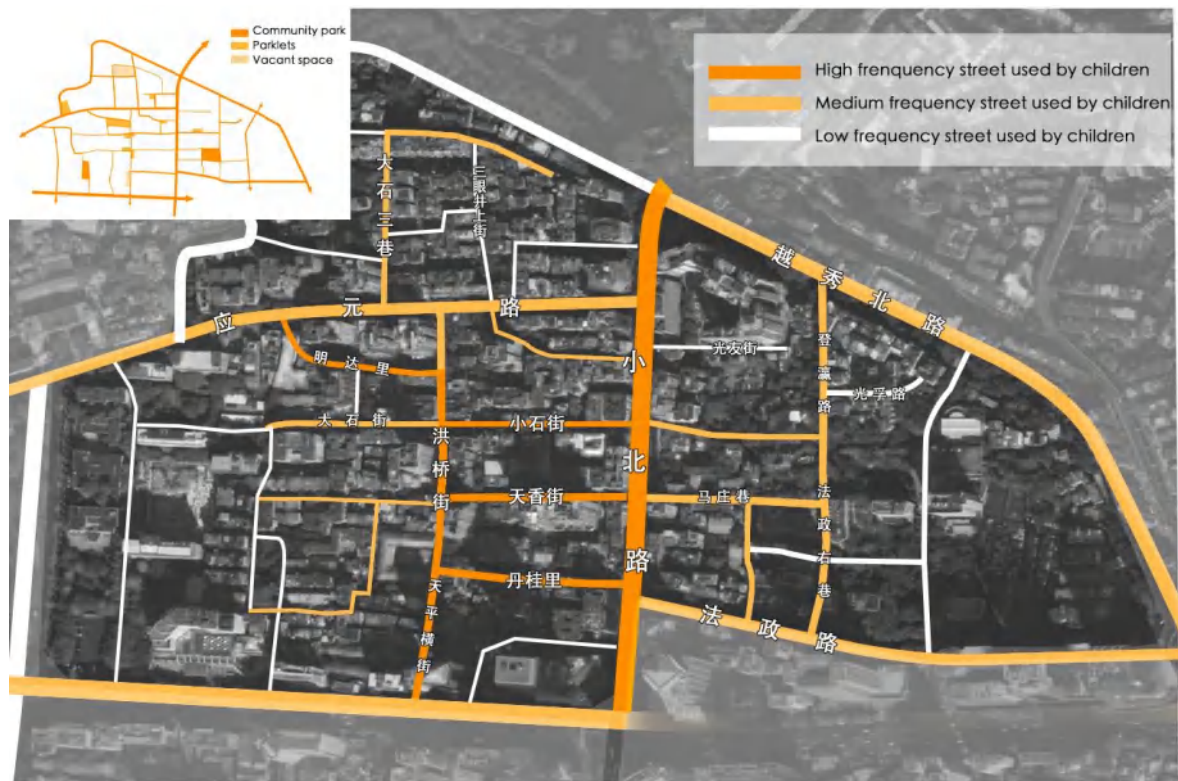 Community park
Parklets
Vacant space
High frenquency street used by children
Medium frequency street used by children
Low frequency street used by children
大石三巷
三眼井上街
越秀北路
应元路
明达里
小北路
光友街
登瀛路
光孚路
大石街
洪桥街
小石街
天香街
马庄巷
法政右巷
丹桂里
天平横街
法政路